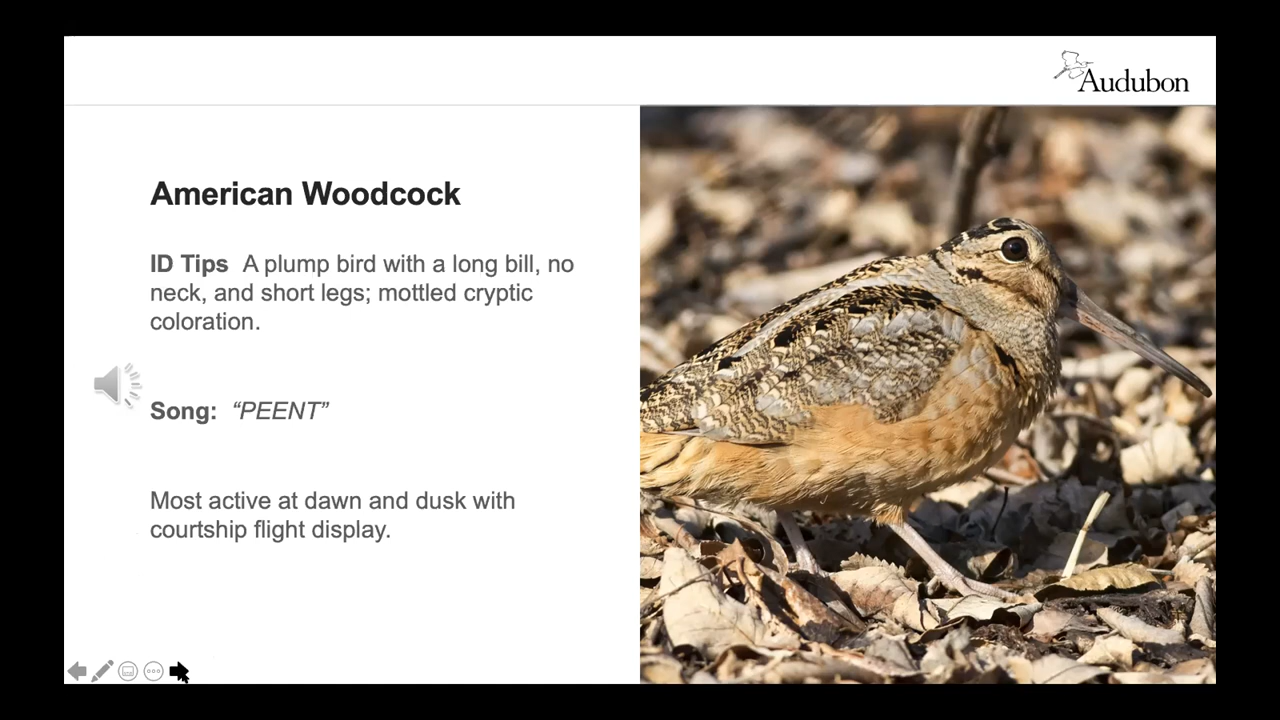 Audubon
American Woodcock
ID Tips  A plump bird with a long bill, no
neck, and short legs; mottled cryptic
coloration.
Song:  “PEENT”
Most active at dawn and dusk with
courtship flight display.